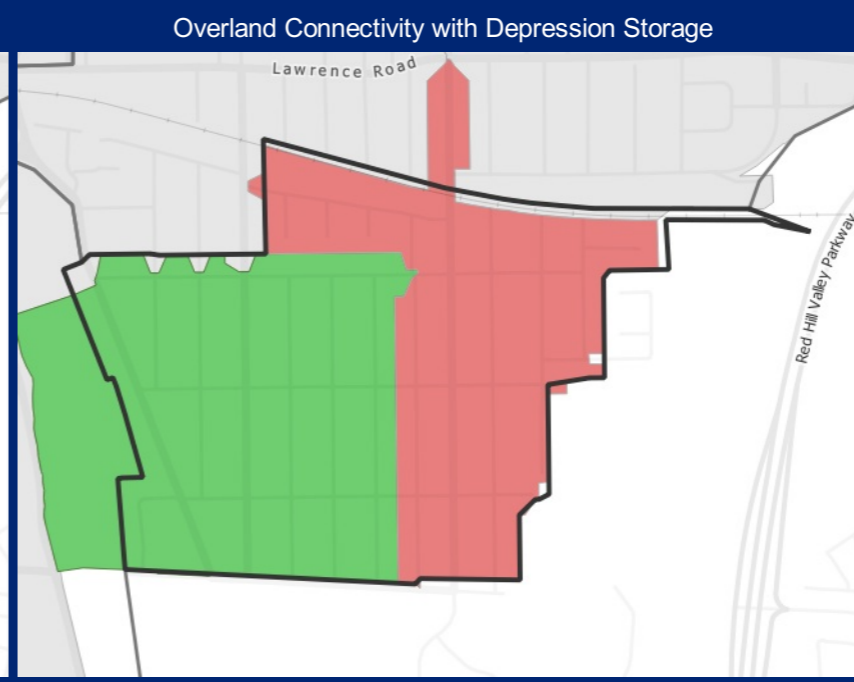 Overland Connectivity with Depression Storage
Lawrence Road
Red Hill Valley Parkway